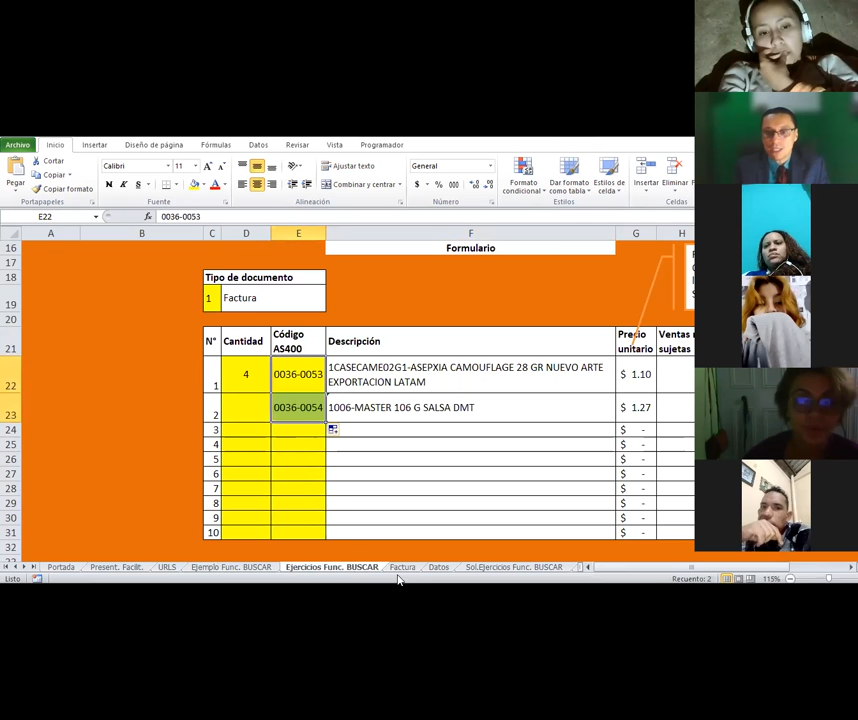 Archivo Inicio Insertar Diseño de página Fórmulas Datos Revisar Vista Programador
Cortar
Copiar
Copiar formato
Pegar
Calibri 11
N K S
Ajustar texto
Combinar y centrar
General
$ % 000
Formato condicional
Dar formato como tabla
Estilos de celda
Insertar Eliminar
Portapapeles Fuente Alineación Número Estilos Celdas
E22 fx 0036-0053
A B C D E F G H
16 Formulario
17
18 Tipo de documento
19 1 Factura
20
21 N° Cantidad Código AS400 Descripción Precio unitario Ventas no sujetas
22 1 4 0036-0053 1CASECAME02G1-ASEPXIA CAMOUFLAGE 28 GR NUEVO ARTE
EXPORTACION LATAM $ 1.10
23 2 0036-0054 1006-MASTER 106 G SALSA DMT $ 1.27
24 3 $ -
25 4 $ -
26 5 $ -
27 6 $ -
28 7 $ -
29 8 $ -
30 9 $ -
31 10 $ -
32
Portada Present. Facilit. URLS Ejemplo Func. BUSCAR Ejercicios Func. BUSCAR Factura Datos Sol.Ejercicios Func. BUSCAR
Listo Recuento: 2 115%